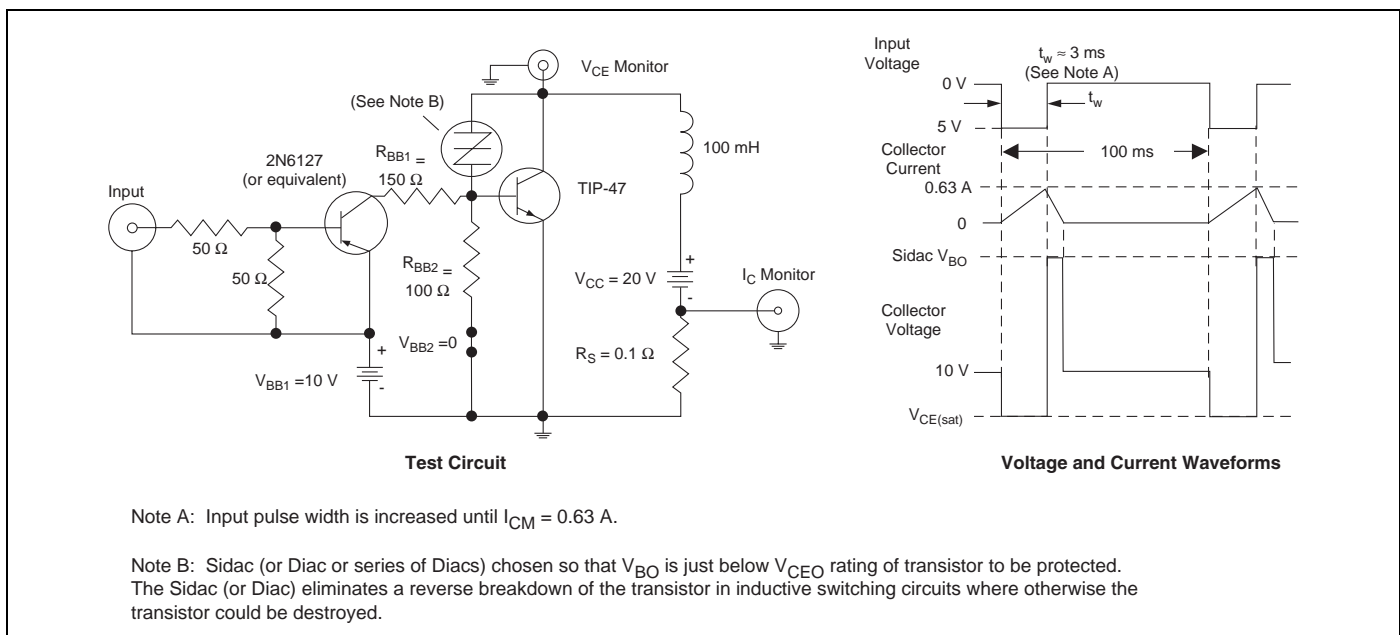 V_CE Monitor
(See Note B)
2N6127
(or equivalent)
R_BB1 =
150 Ω
100 mH
TIP-47
Input
50 Ω
50 Ω
R_BB2 =
100 Ω
V_CC = 20 V
I_C Monitor
V_BB2 =0
R_S = 0.1 Ω
V_BB1 =10 V
+
-
+
-
Test Circuit
Input
Voltage
t_w ≈ 3 ms
(See Note A)
0 V
t_w
5 V
Collector
Current
100 ms
0.63 A
0
Sidac V_BO
Collector
Voltage
10 V
V_CE(sat)
Voltage and Current Waveforms
Note A: Input pulse width is increased until I_CM = 0.63 A.
Note B: Sidac (or Diac or series of Diacs) chosen so that V_BO is just below V_CEO rating of transistor to be protected.
The Sidac (or Diac) eliminates a reverse breakdown of the transistor in inductive switching circuits where otherwise the
transistor could be destroyed.